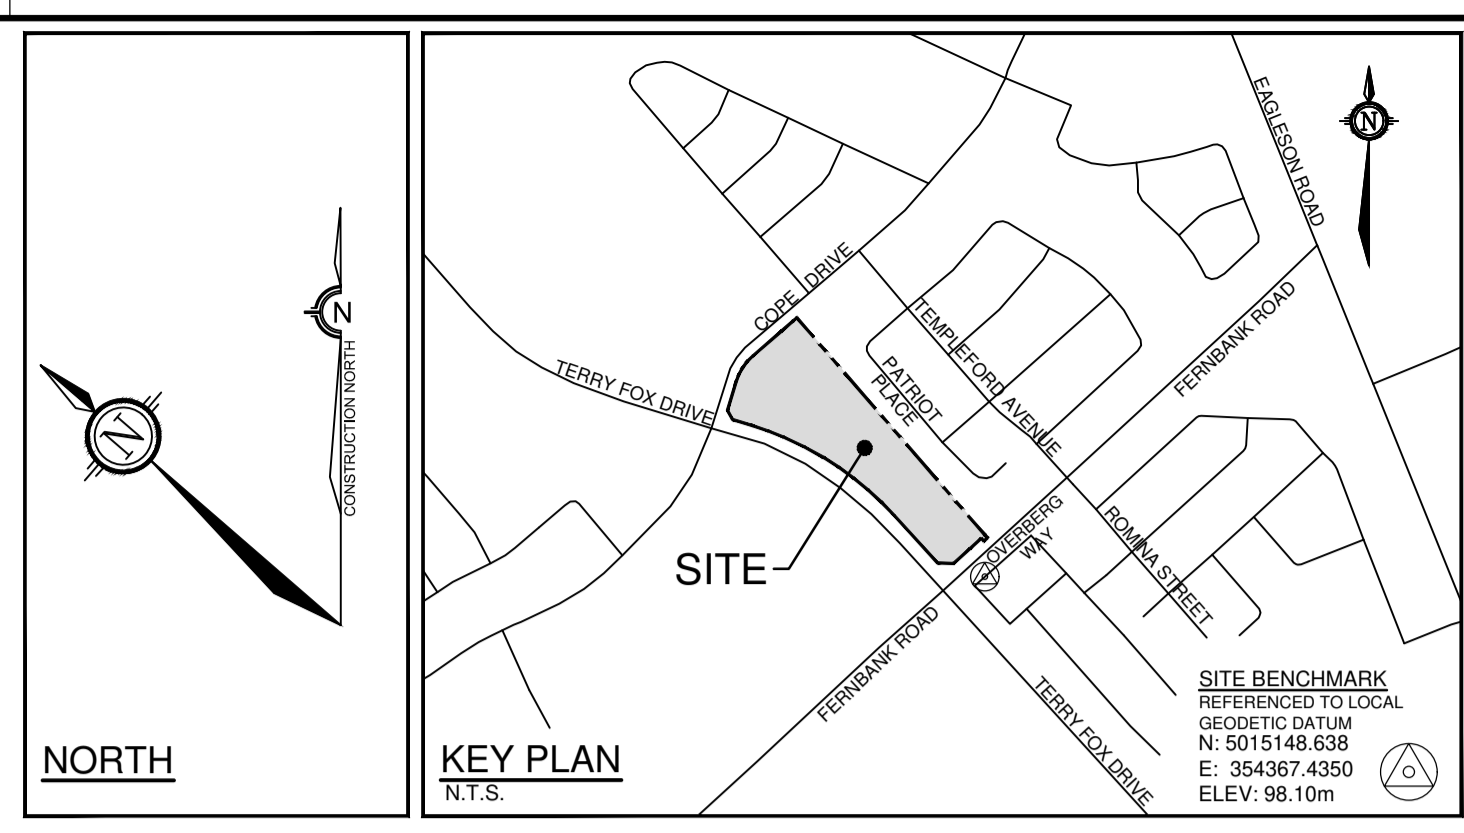 N
N
CONSTRUCTION NORTH
NORTH
EAGLESON ROAD
N
COPE DRIVE
TERRY FOX DRIVE
TEMPLEFORD AVENUE
PATRIOT
PLACE
FERNBANK ROAD
SITE
OVERBERG
WAY
ROMINA STREET
FERNBANK ROAD
TERRY FOX DRIVE
KEY PLAN
N.T.S.
SITE BENCHMARK
REFERENCED TO LOCAL
GEODETIC DATUM
N: 5015148.638
E: 354367.4350
ELEV: 98.10m